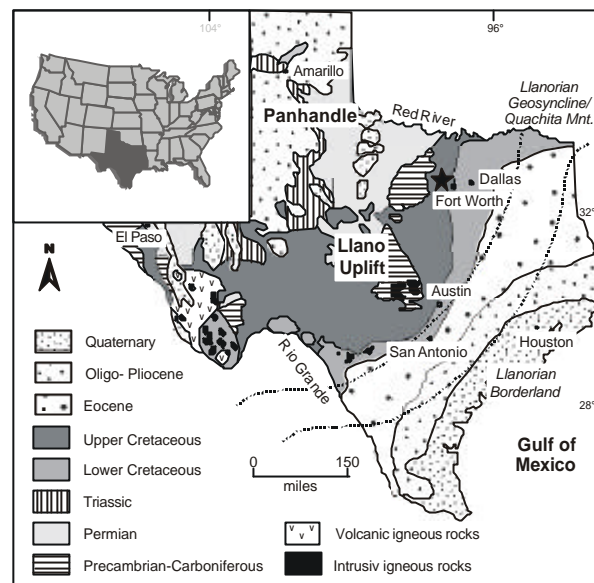 104°
96°
Amarillo
Panhandle
Red River
Llanorian
Geosyncline/
Quachita Mnt.
Dallas
Fort Worth
32°
El Paso
N
Llano
Uplift
Austin
San Antonio
Houston
Rio Grande
Llanorian
Borderland
28°
Gulf of
Mexico
0 150
miles
Quaternary
Oligo- Pliocene
Eocene
Upper Cretaceous
Lower Cretaceous
Triassic
Permian
Precambrian-Carboniferous
Volcanic igneous rocks
Intrusiv igneous rocks